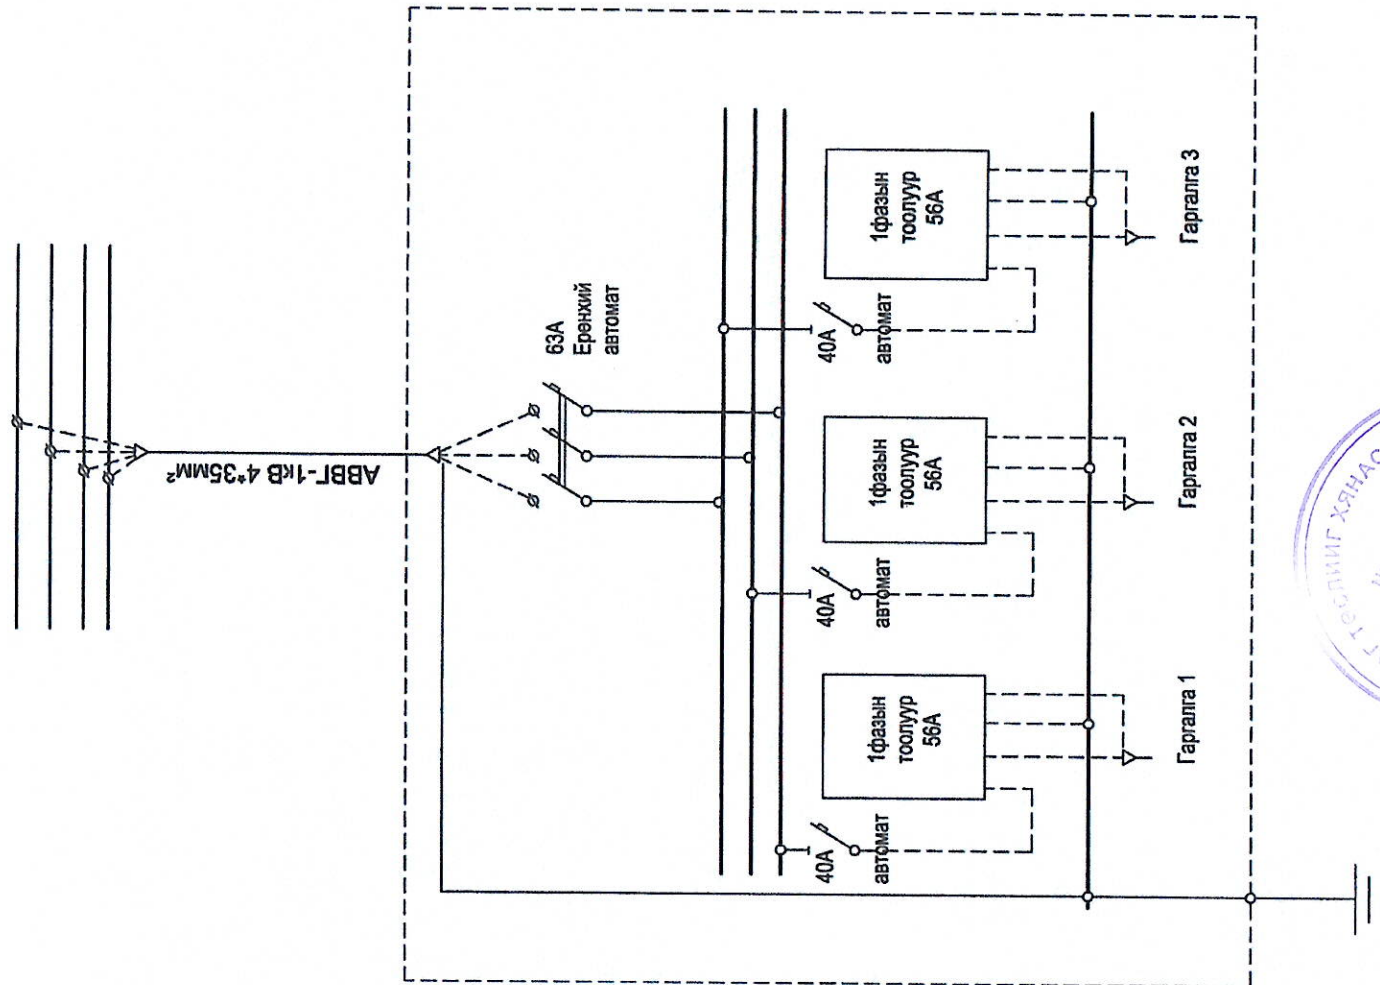 АВВГ-1кВ 4*35мм²
63А
Ерөнхий
автомат
1фазын
тоолуур
56А
40А
автомат
Гаргалга 1
1фазын
тоолуур
56А
40А
автомат
Гаргалга 2
1фазын
тоолуур
56А
40А
автомат
Гаргалга 3